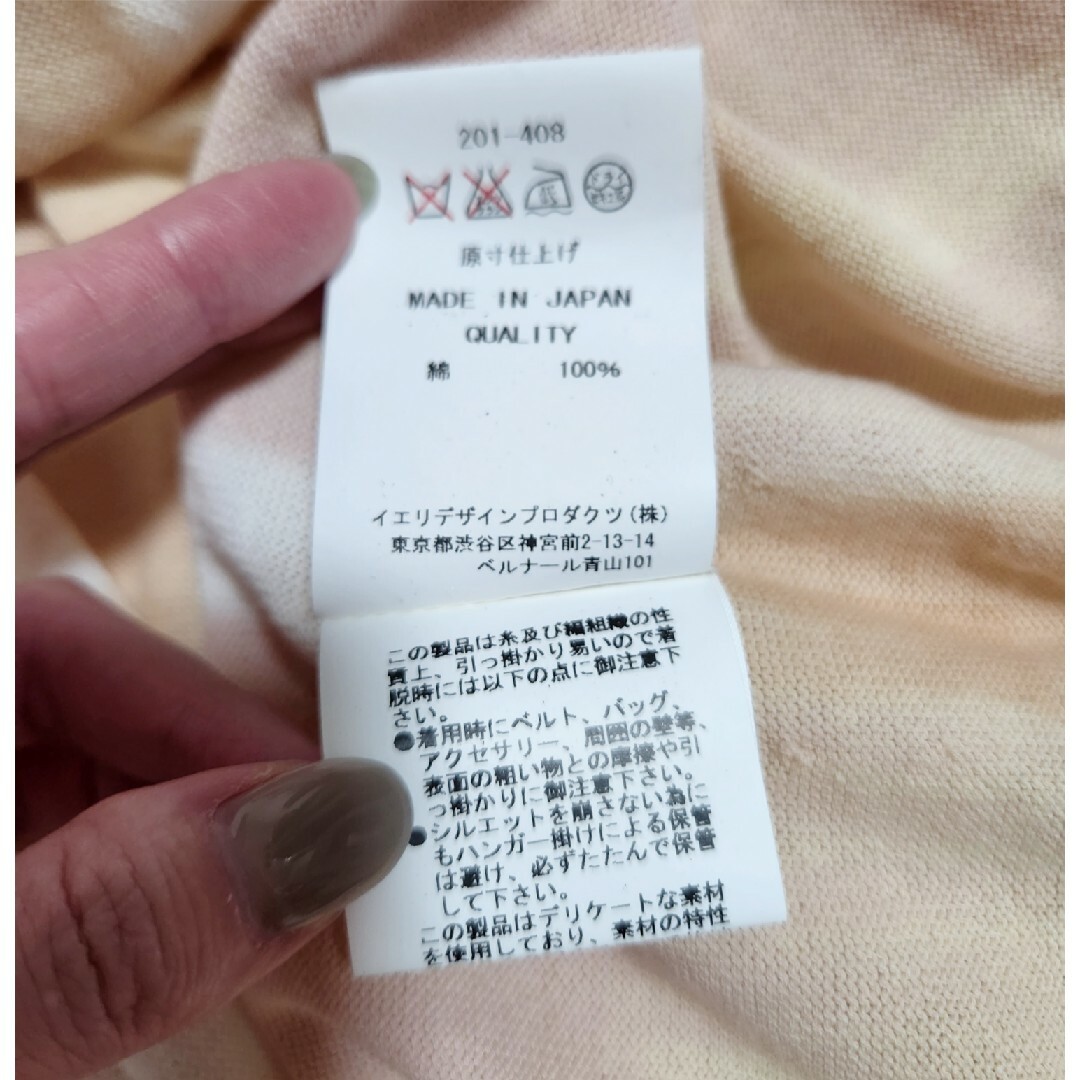 201-408
原寸仕上げ
MADE IN JAPAN
QUALITY
綿 100%
イエリデザインプロダクツ(株)
東京都渋谷区神宮前2-13-14
ベルナール青山101
この製品は糸及び編組織の性
質上、引っ掛かり易いので着
脱時には以下の点に御注意下
さい。
●着用時にベルト、バッグ、
アクセサリー、周囲の壁等、
表面の粗い物との摩擦や引
っ掛かりに御注意下さい。
●シルエットを崩さない為に
もハンガー掛けによる保管
は避け、必ずたたんで保管
して下さい。
この製品はデリケートな素材
を使用しており、素材の特性